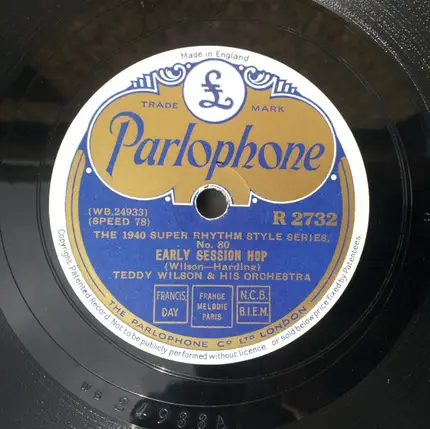 Made in England
£
TRADE MARK
Parlophone
(WB.24933)
(SPEED 78)
R 2732
THE 1940 SUPER RHYTHM STYLE SERIES,
No. 80
EARLY SESSION HOP
(Wilson—Harding)
TEDDY WILSON & HIS ORCHESTRA
FRANCIS, DAY
FRANCE MELODIE PARIS
N.C.B. B.I.E.M.
THE PARLOPHONE CO LTD LONDON
Copyright. Patented Record. Not to be publicly performed without licence, or sold below price fixed by Patentees.